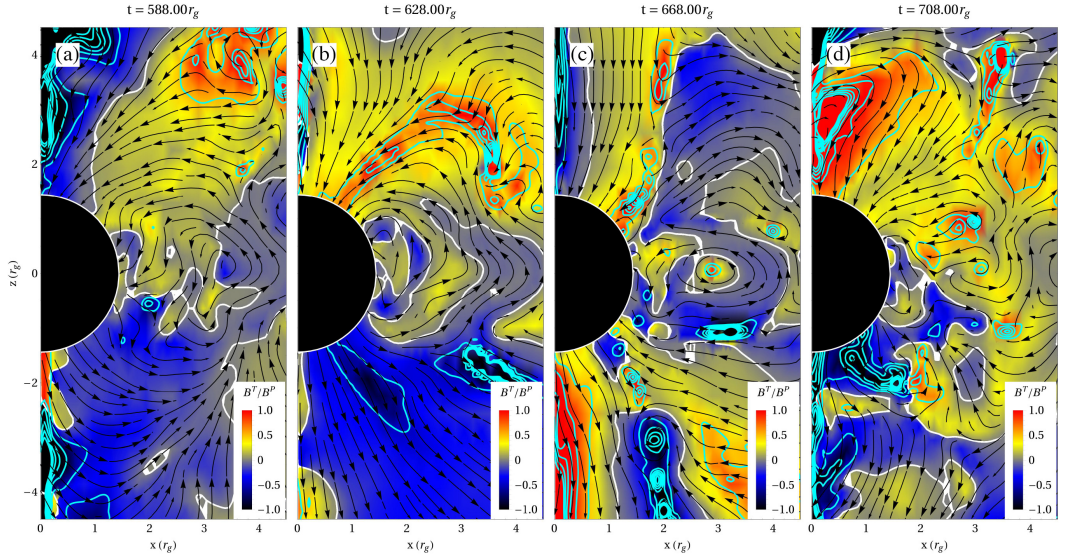 t = 588.00r_g
t = 628.00r_g
t = 668.00r_g
t = 708.00r_g
(a)
(b)
(c)
(d)
4
2
0
−2
−4
z (r_g)
B^T/B^P
1.0
0.5
0
−0.5
−1.0
B^T/B^P
1.0
0.5
0
−0.5
−1.0
B^T/B^P
1.0
0.5
0
−0.5
−1.0
B^T/B^P
1.0
0.5
0
−0.5
−1.0
0 1 2 3 4
0 1 2 3 4
0 1 2 3 4
0 1 2 3 4
x (r_g)
x (r_g)
x (r_g)
x (r_g)